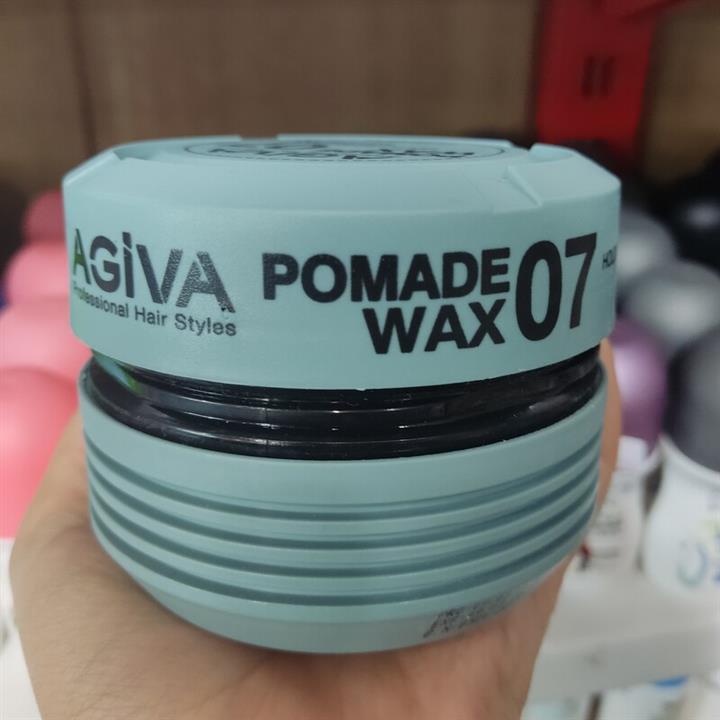 AGiVA
Professional Hair Styles
POMADE
WAX
07